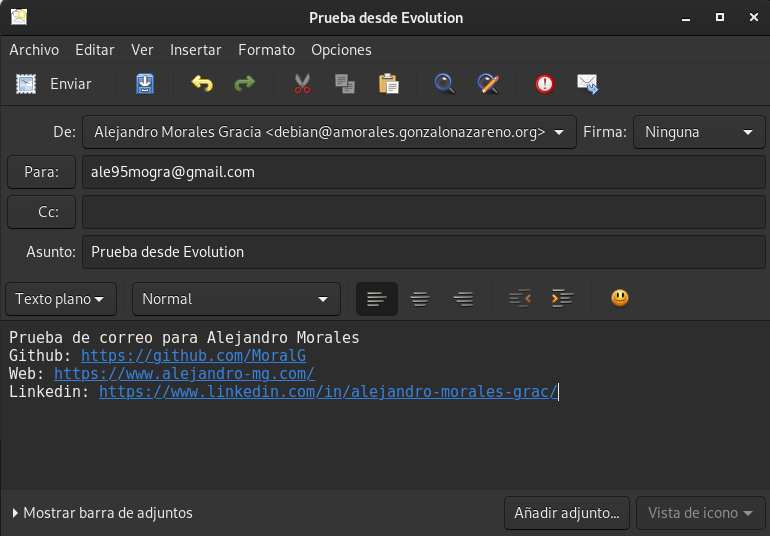 Prueba desde Evolution
Archivo Editar Ver Insertar Formato Opciones
Enviar
De: Alejandro Morales Gracia <debian@amorales.gonzalonazareno.org> Firma: Ninguna
Para: ale95mogra@gmail.com
Cc:
Asunto: Prueba desde Evolution
Texto plano Normal
Prueba de correo para Alejandro Morales
Github: https://github.com/MoralG
Web: https://www.alejandro-mg.com/
Linkedin: https://www.linkedin.com/in/alejandro-morales-grac/
Mostrar barra de adjuntos Añadir adjunto... Vista de icono